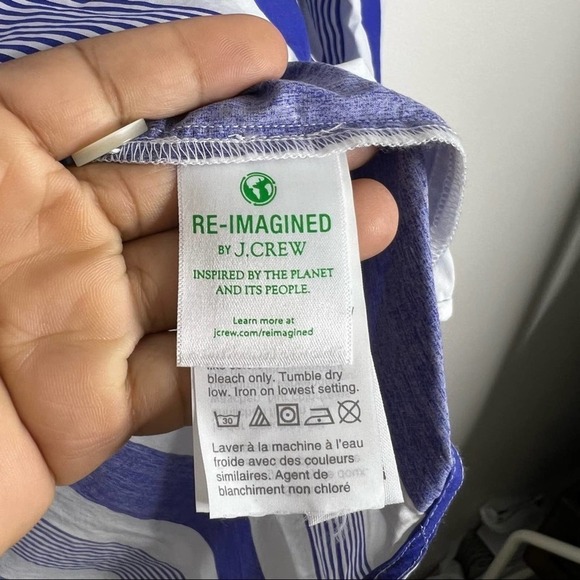 RE-IMAGINED
BY J.CREW
INSPIRED BY THE PLANET
AND ITS PEOPLE.
Learn more at
jcrew.com/reimagined
bleach only. Tumble dry
low. Iron on lowest setting.
30
Laver à la machine à l'eau
froide avec des couleurs
similaires. Agent de
blanchiment non chloré